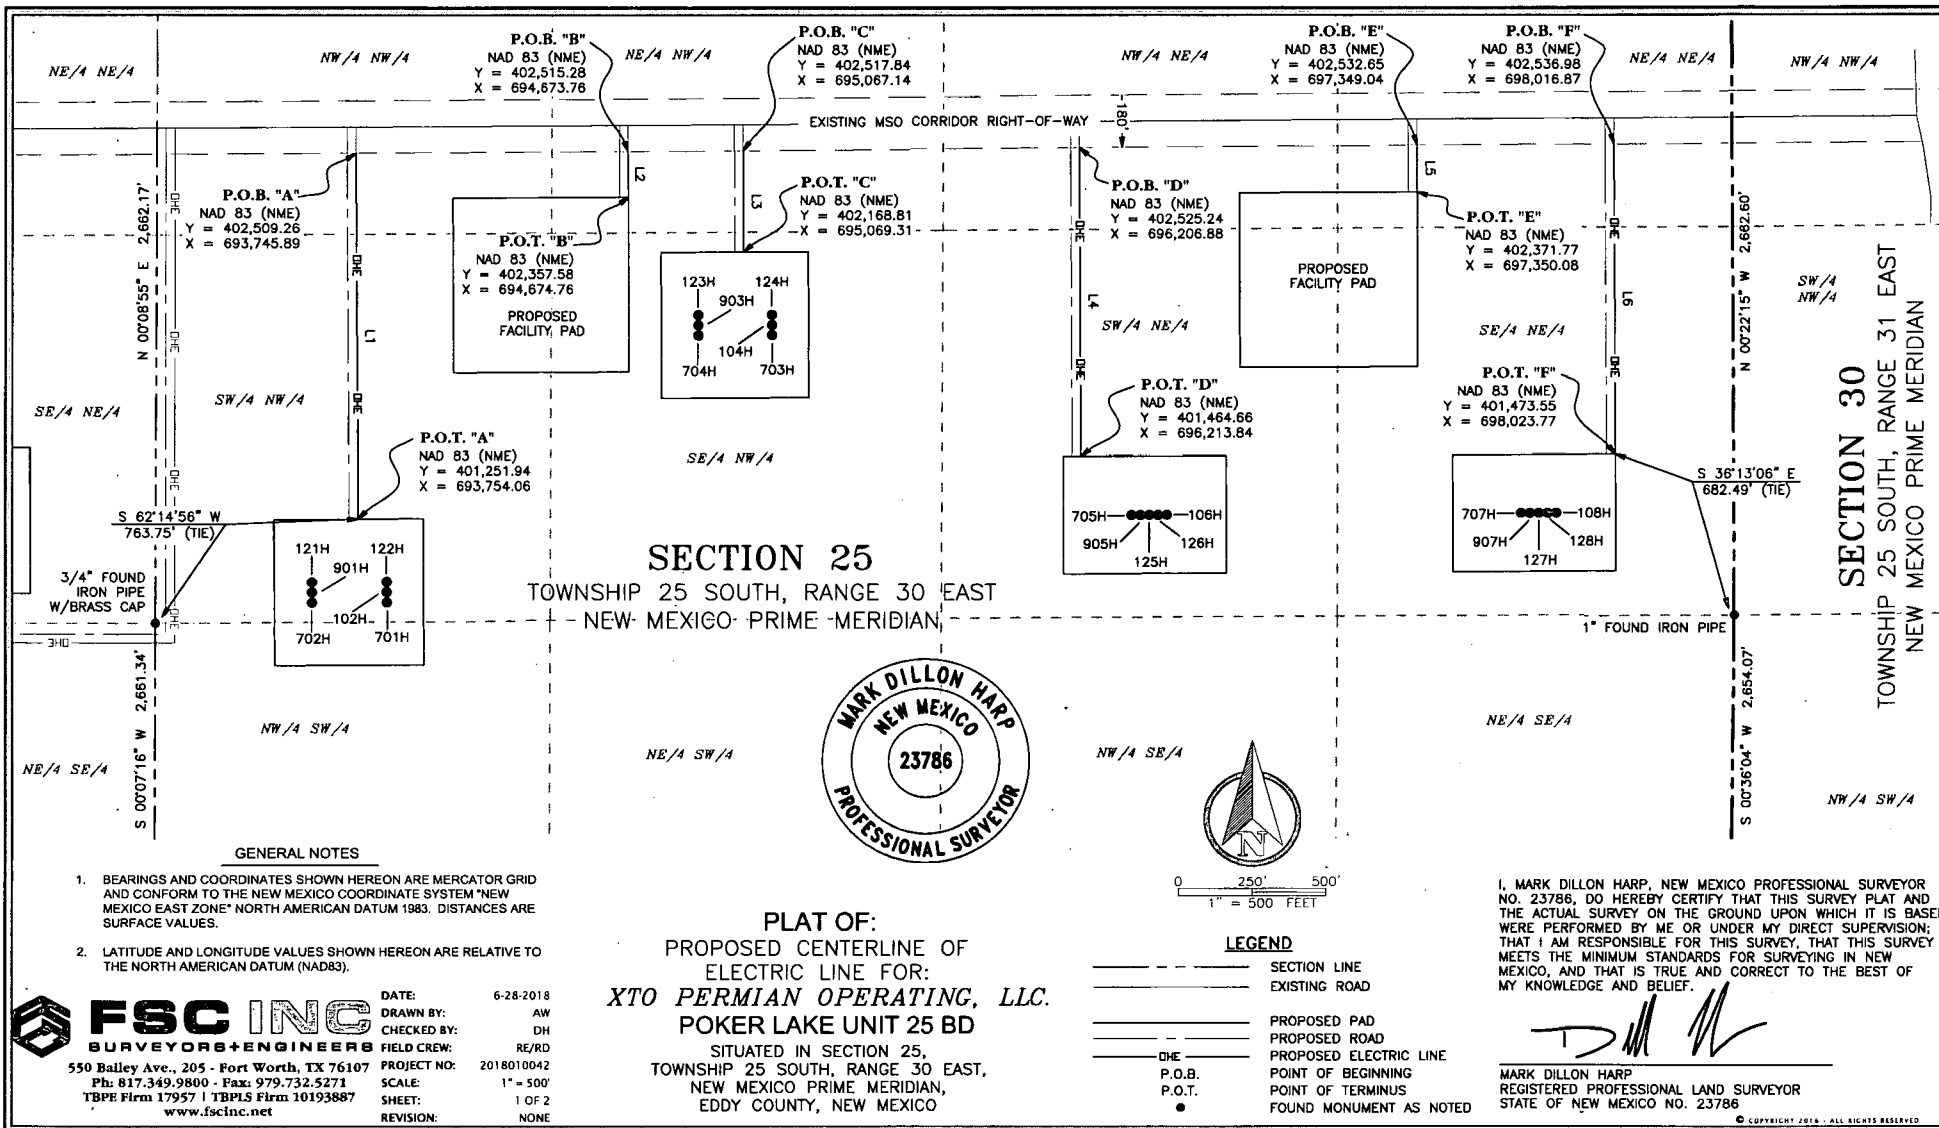 NE/4 NE/4
NW/4 NW/4
P.O.B. "B"
NAD 83 (NME)
Y = 402,515.28
X = 694,673.76
NE/4 NW/4
P.O.B. "C"
NAD 83 (NME)
Y = 402,517.84
X = 695,067.14
NW/4 NE/4
P.O.B. "E"
NAD 83 (NME)
Y = 402,532.65
X = 697,349.04
P.O.B. "F"
NAD 83 (NME)
Y = 402,536.98
X = 698,016.87
NE/4 NE/4
NW/4 NW/4
EXISTING MSO CORRIDOR RIGHT-OF-WAY
180'
P.O.B. "A"
NAD 83 (NME)
Y = 402,509.26
X = 693,745.89
N 00°08'55" E 2,662.17'
OHE
OHE
OHE
OHE
OHE
OHE
OHE
L1
L2
L3
P.O.T. "B"
NAD 83 (NME)
Y = 402,357.58
X = 694,674.76
PROPOSED
FACILITY PAD
P.O.T. "C"
NAD 83 (NME)
Y = 402,168.81
X = 695,069.31
123H
124H
903H
104H
704H
703H
P.O.B. "D"
NAD 83 (NME)
Y = 402,525.24
X = 696,206.88
OHE
L4
OHE
SW/4 NE/4
PROPOSED
FACILITY PAD
L5
P.O.T. "E"
NAD 83 (NME)
Y = 402,371.77
X = 697,350.08
OHE
L6
OHE
SE/4 NE/4
N 00°22'15" W 2,682.60'
SW/4
NW/4
SECTION 30
TOWNSHIP 25 SOUTH, RANGE 31 EAST
NEW MEXICO PRIME MERIDIAN
SE/4 NE/4
SW/4 NW/4
P.O.T. "A"
NAD 83 (NME)
Y = 401,251.94
X = 693,754.06
SE/4 NW/4
P.O.T. "D"
NAD 83 (NME)
Y = 401,464.66
X = 696,213.84
P.O.T. "F"
NAD 83 (NME)
Y = 401,473.55
X = 698,023.77
S 36°13'06" E
682.49' (TIE)
S 62°14'56" W
763.75' (TIE)
3/4" FOUND
IRON PIPE
W/BRASS CAP
OHE
121H
122H
901H
102H
702H
701H
705H
106H
905H
126H
125H
707H
108H
907H
128H
127H
1" FOUND IRON PIPE
SECTION 25
TOWNSHIP 25 SOUTH, RANGE 30 EAST
NEW MEXICO PRIME MERIDIAN
S 00°07'16" W 2,661.34'
S 00°36'04" W 2,654.07'
NE/4 SE/4
NW/4 SW/4
NE/4 SW/4
NW/4 SE/4
NE/4 SE/4
NW/4 SW/4
MARK DILLON HARP
NEW MEXICO
23786
PROFESSIONAL SURVEYOR
N
0 250' 500'
1" = 500 FEET
GENERAL NOTES
1. BEARINGS AND COORDINATES SHOWN HEREON ARE MERCATOR GRID
AND CONFORM TO THE NEW MEXICO COORDINATE SYSTEM "NEW
MEXICO EAST ZONE" NORTH AMERICAN DATUM 1983. DISTANCES ARE
SURFACE VALUES.
2. LATITUDE AND LONGITUDE VALUES SHOWN HEREON ARE RELATIVE TO
THE NORTH AMERICAN DATUM (NAD83).
FSC INC
SURVEYORS+ENGINEERS
550 Bailey Ave., 205 - Fort Worth, TX 76107
Ph: 817.349.9800 - Fax: 979.732.5271
TBPE Firm 17957 | TBPLS Firm 10193887
www.fscinc.net
DATE: 6-28-2018
DRAWN BY: AW
CHECKED BY: DH
FIELD CREW: RE/RD
PROJECT NO: 2018010042
SCALE: 1" = 500'
SHEET: 1 OF 2
REVISION: NONE
PLAT OF:
PROPOSED CENTERLINE OF
ELECTRIC LINE FOR:
XTO PERMIAN OPERATING, LLC.
POKER LAKE UNIT 25 BD
SITUATED IN SECTION 25,
TOWNSHIP 25 SOUTH, RANGE 30 EAST,
NEW MEXICO PRIME MERIDIAN,
EDDY COUNTY, NEW MEXICO
LEGEND
SECTION LINE
EXISTING ROAD
PROPOSED PAD
PROPOSED ROAD
OHE PROPOSED ELECTRIC LINE
P.O.B. POINT OF BEGINNING
P.O.T. POINT OF TERMINUS
FOUND MONUMENT AS NOTED
I, MARK DILLON HARP, NEW MEXICO PROFESSIONAL SURVEYOR
NO. 23786, DO HEREBY CERTIFY THAT THIS SURVEY PLAT AND
THE ACTUAL SURVEY ON THE GROUND UPON WHICH IT IS BASED
WERE PERFORMED BY ME OR UNDER MY DIRECT SUPERVISION;
THAT I AM RESPONSIBLE FOR THIS SURVEY, THAT THIS SURVEY
MEETS THE MINIMUM STANDARDS FOR SURVEYING IN NEW
MEXICO, AND THAT IS TRUE AND CORRECT TO THE BEST OF
MY KNOWLEDGE AND BELIEF.
MARK DILLON HARP
REGISTERED PROFESSIONAL LAND SURVEYOR
STATE OF NEW MEXICO NO. 23786
© COPYRIGHT 2016 - ALL RIGHTS RESERVED